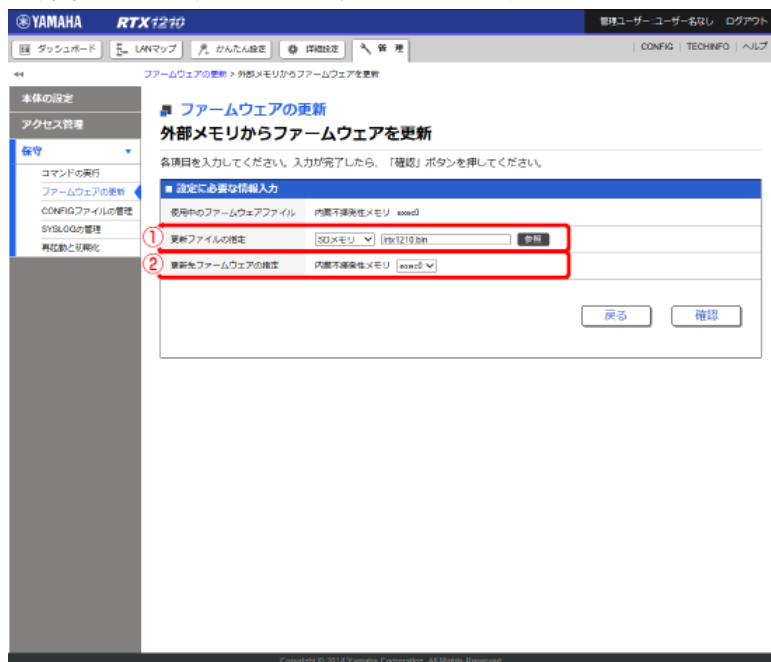 YAMAHA RTX1210 管理ユーザー:ユーザー名なし ログアウト
ダッシュボード LANマップ かんたん設定 詳細設定 管理 CONFIG | TECHINFO | ヘルプ
ファームウェアの更新 > 外部メモリからファームウェアを更新
本体の設定
アクセス管理
保守
コマンドの実行
ファームウェアの更新
CONFIGファイルの管理
SYSLOGの管理
再起動と初期化
ファームウェアの更新
外部メモリからファームウェアを更新
各項目を入力してください。入力が完了したら、「確認」ボタンを押してください。
■ 設定に必要な情報入力
使用中のファームウェアファイル 内蔵不揮発性メモリ exec0
① 更新ファイルの指定 SDメモリ rtx1210.bin 参照
② 更新先ファームウェアの指定 内蔵不揮発性メモリ exec0
戻る 確認
Copyright © 2014 Yamaha Corporation. All Rights Reserved.